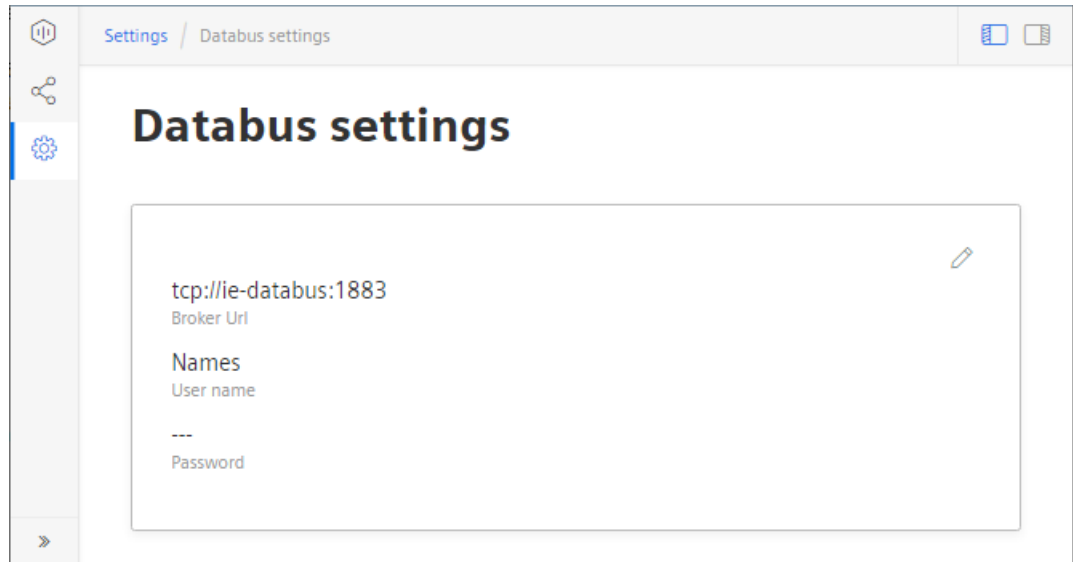 Settings / Databus settings
Databus settings
tcp://ie-databus:1883
Broker Url
Names
User name
---
Password